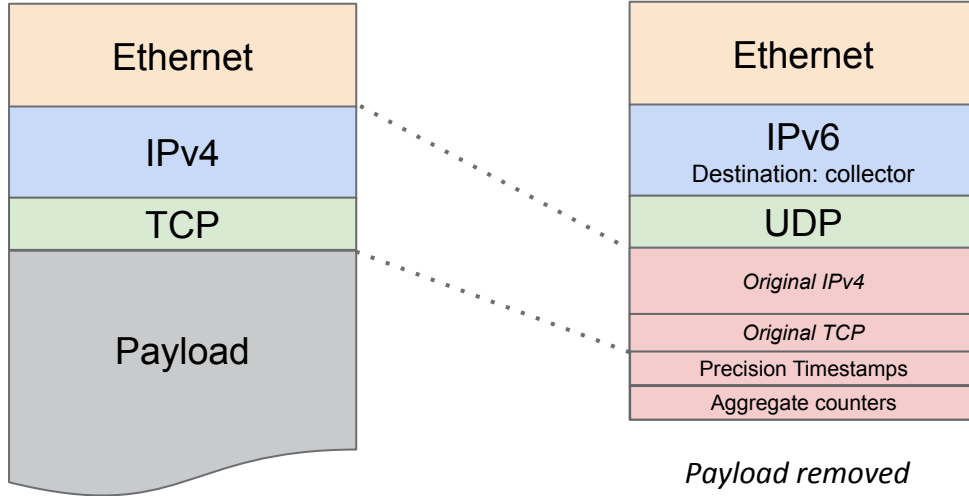 Ethernet
IPv4
TCP
Payload
Ethernet
IPv6
Destination: collector
UDP
Original IPv4
Original TCP
Precision Timestamps
Aggregate counters
Payload removed